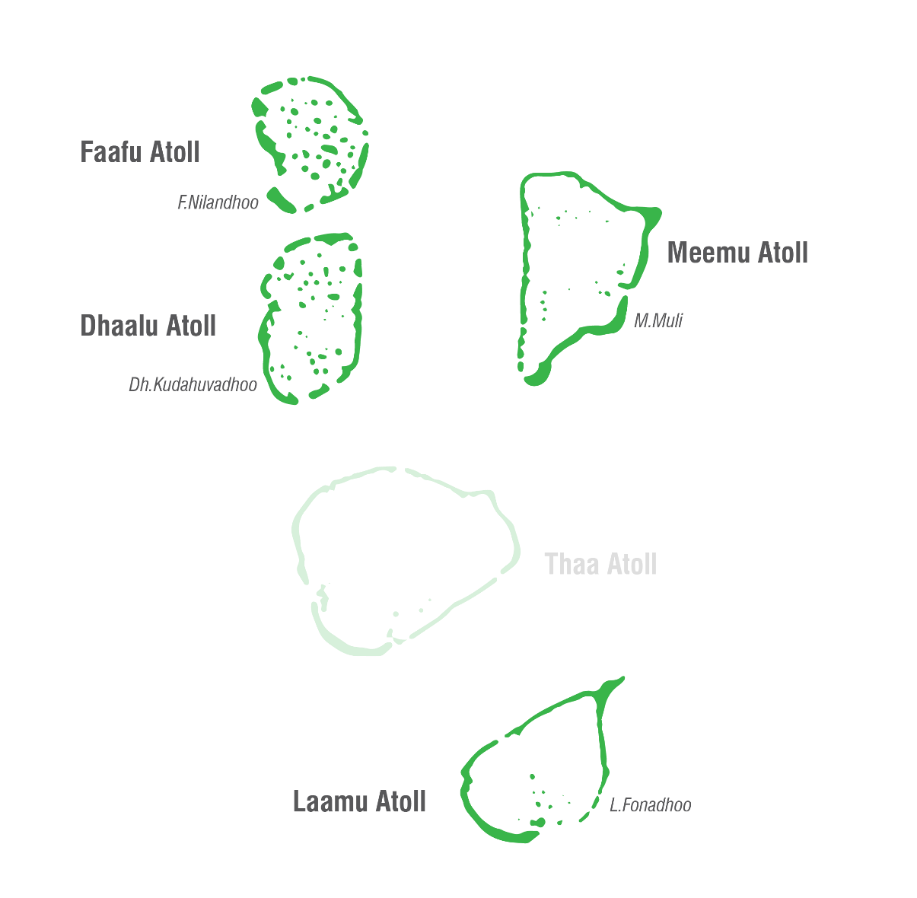 Faafu Atoll
F.Nilandhoo
Meemu Atoll
M.Muli
Dhaalu Atoll
Dh.Kudahuvadhoo
Thaa Atoll
Laamu Atoll
L.Fonadhoo